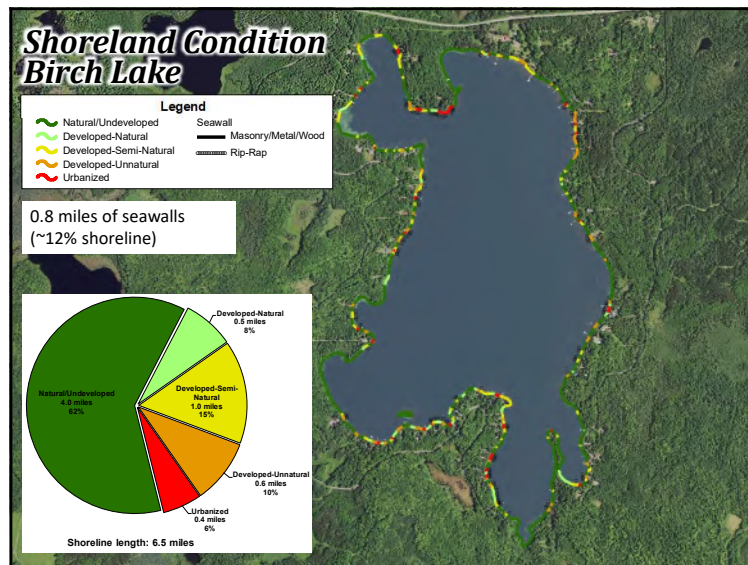 Shoreland Condition
Birch Lake
Legend
Natural/Undeveloped
Developed-Natural
Developed-Semi-Natural
Developed-Unnatural
Urbanized
Seawall
Masonry/Metal/Wood
Rip-Rap
0.8 miles of seawalls
(~12% shoreline)
Developed-Natural
0.5 miles
8%
Natural/Undeveloped
4.0 miles
62%
Developed-Semi-
Natural
1.0 miles
15%
Developed-Unnatural
0.6 miles
10%
Urbanized
0.4 miles
6%
Shoreline length: 6.5 miles